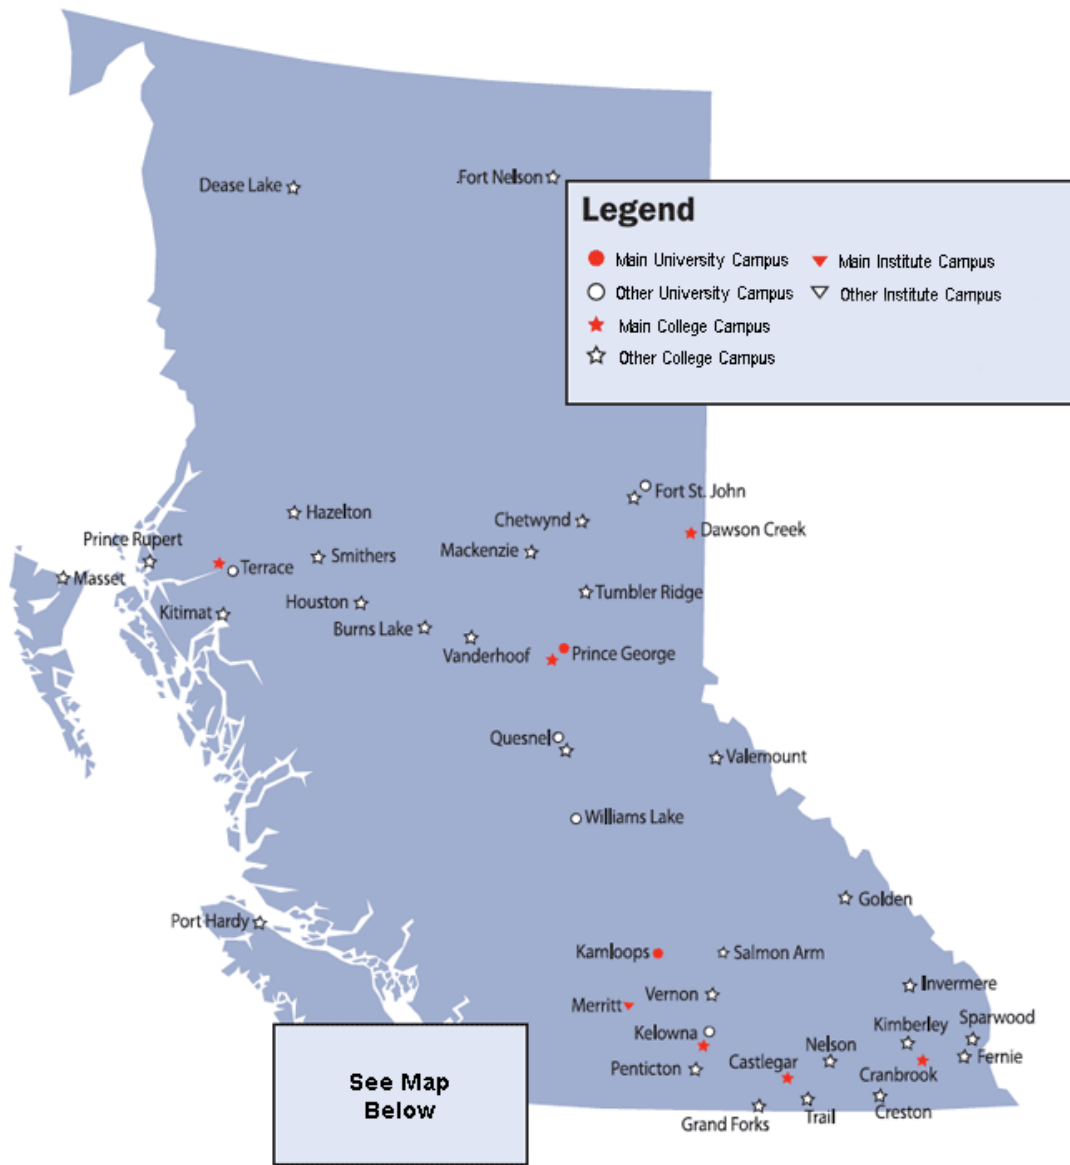 Dease Lake
.Fort Nelson
Legend
Main University Campus
Main Institute Campus
Other University Campus
Other Institute Campus
Main College Campus
Other College Campus
Fort St. John
Hazelton
Chetwynd
Dawson Creek
Prince Rupert
Mackenzie
Smithers
Terrace
Masset
Tumbler Ridge
Houston
Kitimat
Burns Lake
Vanderhoof
Prince George
Quesnel
Valemount
Williams Lake
Golden
Port Hardy
Kamloops
Salmon Arm
Invermere
Vernon
Merritt
Sparwood
Kimberley
Kelowna
Nelson
Fernie
Castlegar
Penticton
Cranbrook
See Map
Below
Creston
Trail
Grand Forks